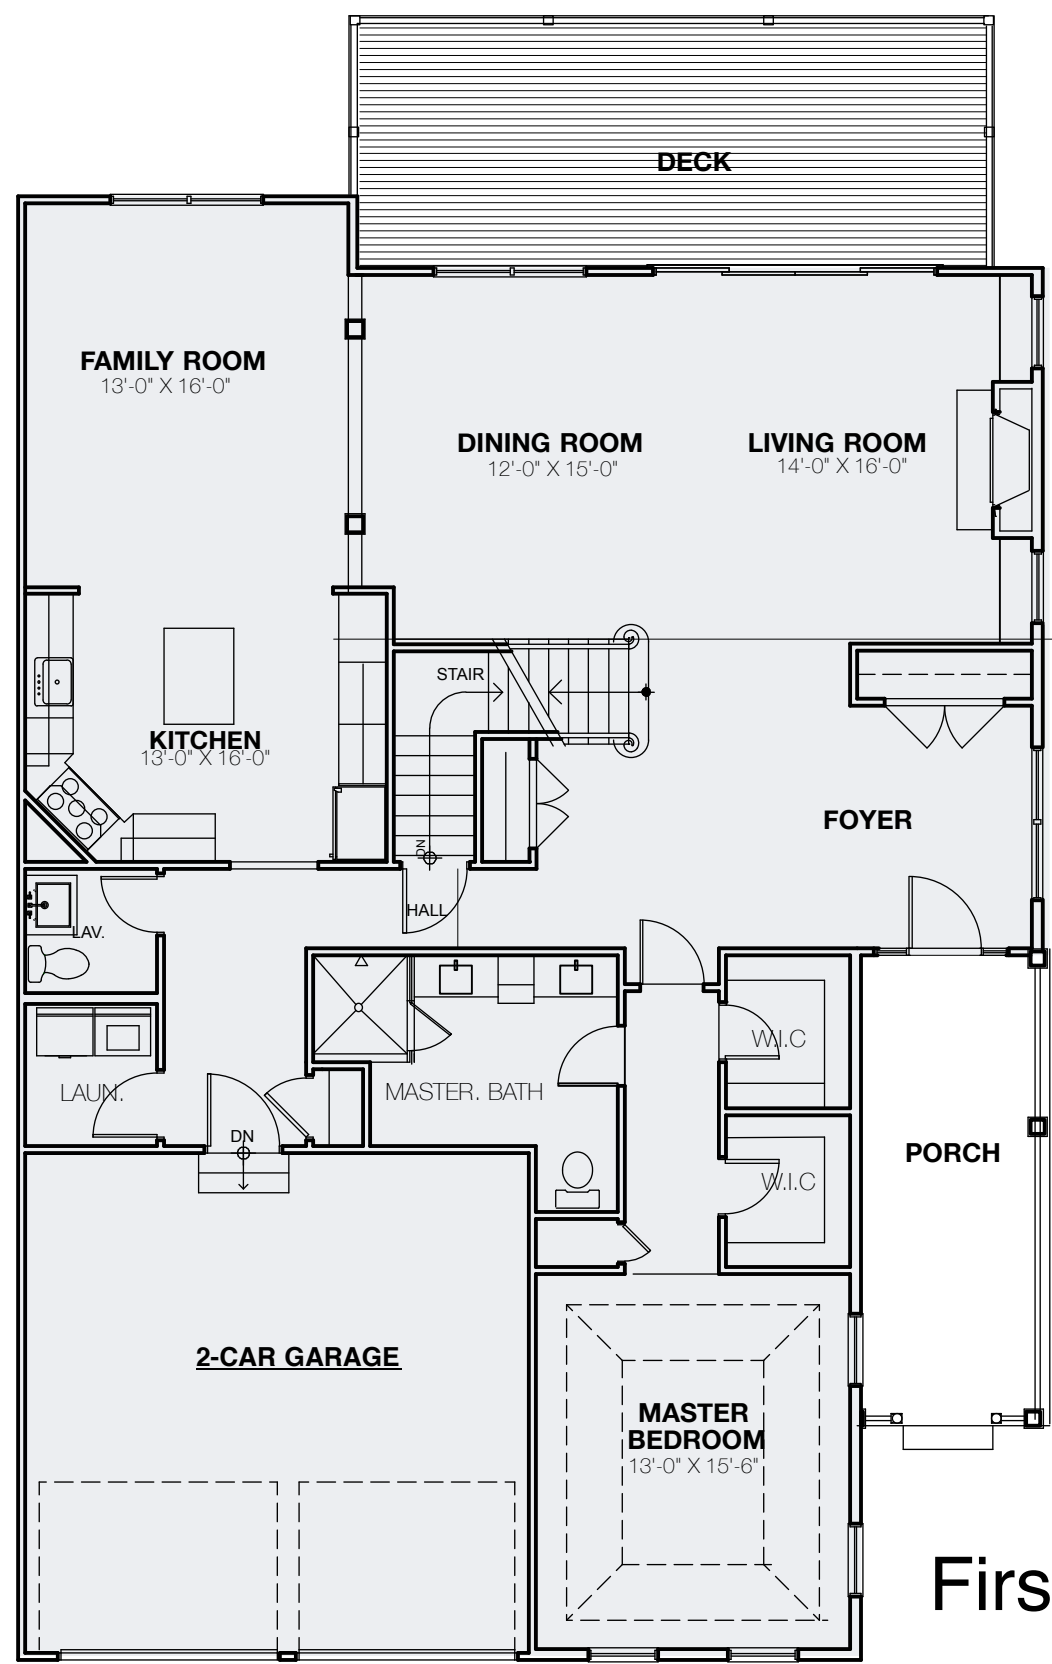 DECK
FAMILY ROOM
13'-0" X 16'-0"
DINING ROOM
12'-0" X 15'-0"
LIVING ROOM
14'-0" X 16'-0"
STAIR
KITCHEN
13'-0" X 16'-0"
FOYER
DN
HALL
LAV.
W.I.C
LAUN.
MASTER. BATH
DN
PORCH
W.I.C
2-CAR GARAGE
MASTER
BEDROOM
13'-0" X 15'-6"
Firs